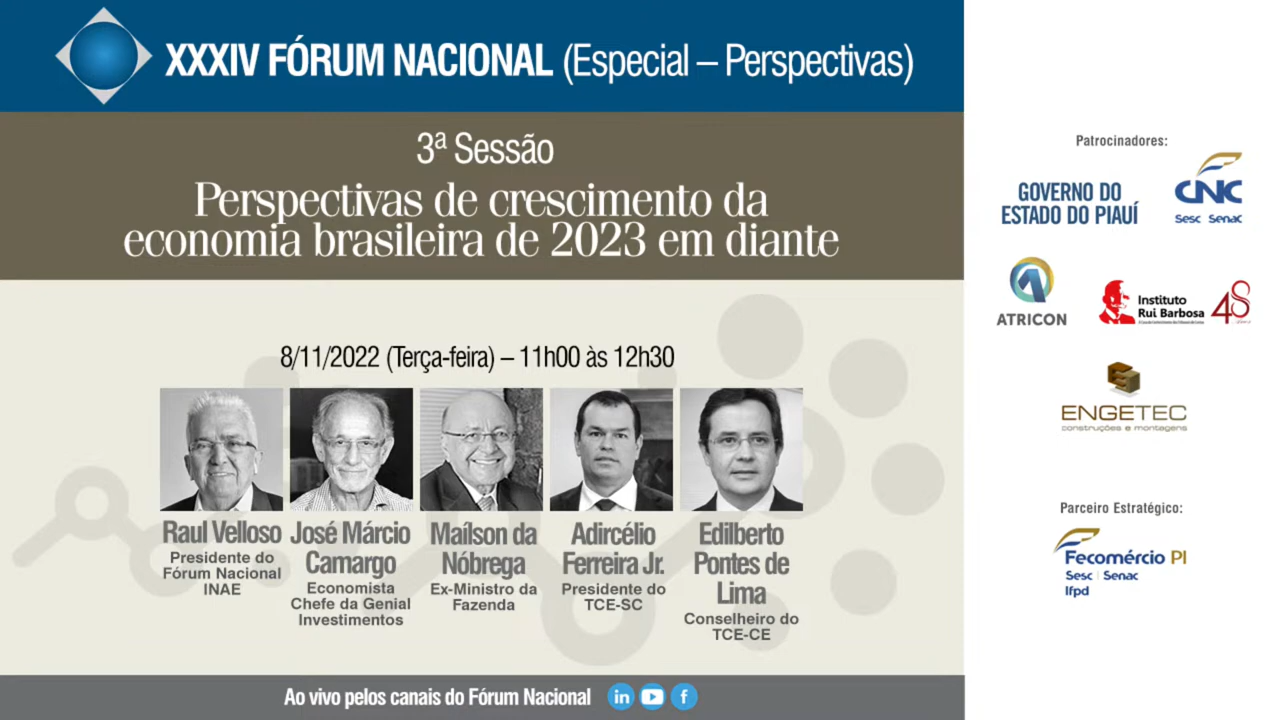 XXXIV FÓRUM NACIONAL (Especial – Perspectivas)
3ª Sessão
Perspectivas de crescimento da
economia brasileira de 2023 em diante
8/11/2022 (Terça-feira) – 11h00 às 12h30
Raul Velloso
Presidente do
Fórum Nacional
INAE
José Márcio
Camargo
Economista
Chefe da Genial
Investimentos
Maílson da
Nóbrega
Ex-Ministro da
Fazenda
Adircélio
Ferreira Jr.
Presidente do
TCE-SC
Edilberto
Pontes de
Lima
Conselheiro do
TCE-CE
Ao vivo pelos canais do Fórum Nacional
in
f
Patrocinadores:
GOVERNO DO
ESTADO DO PIAUÍ
CNC
Sesc Senac
ATRICON
Instituto
Rui Barbosa
48
ENGETEC
construções e montagens
Parceiro Estratégico:
Fecomércio PI
Sesc Senac
Ifpd